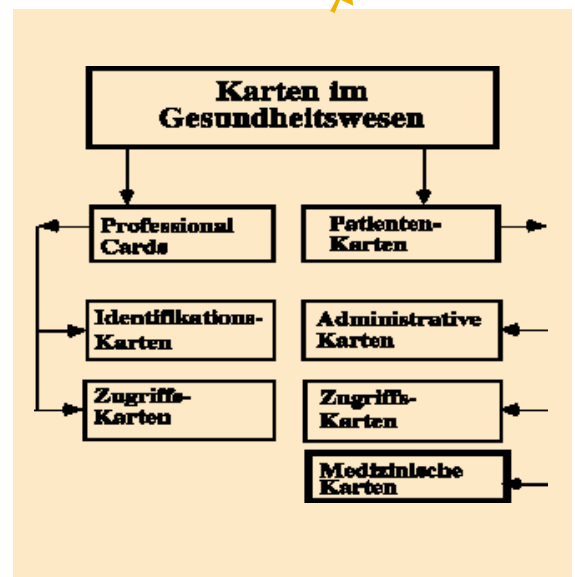 Karten im
Gesundheitswesen
Professional
Cards
Patienten-
Karten
Identifikations-
Karten
Administrative
Karten
Zugriffs-
Karten
Zugriffs-
Karten
Medizinische
Karten